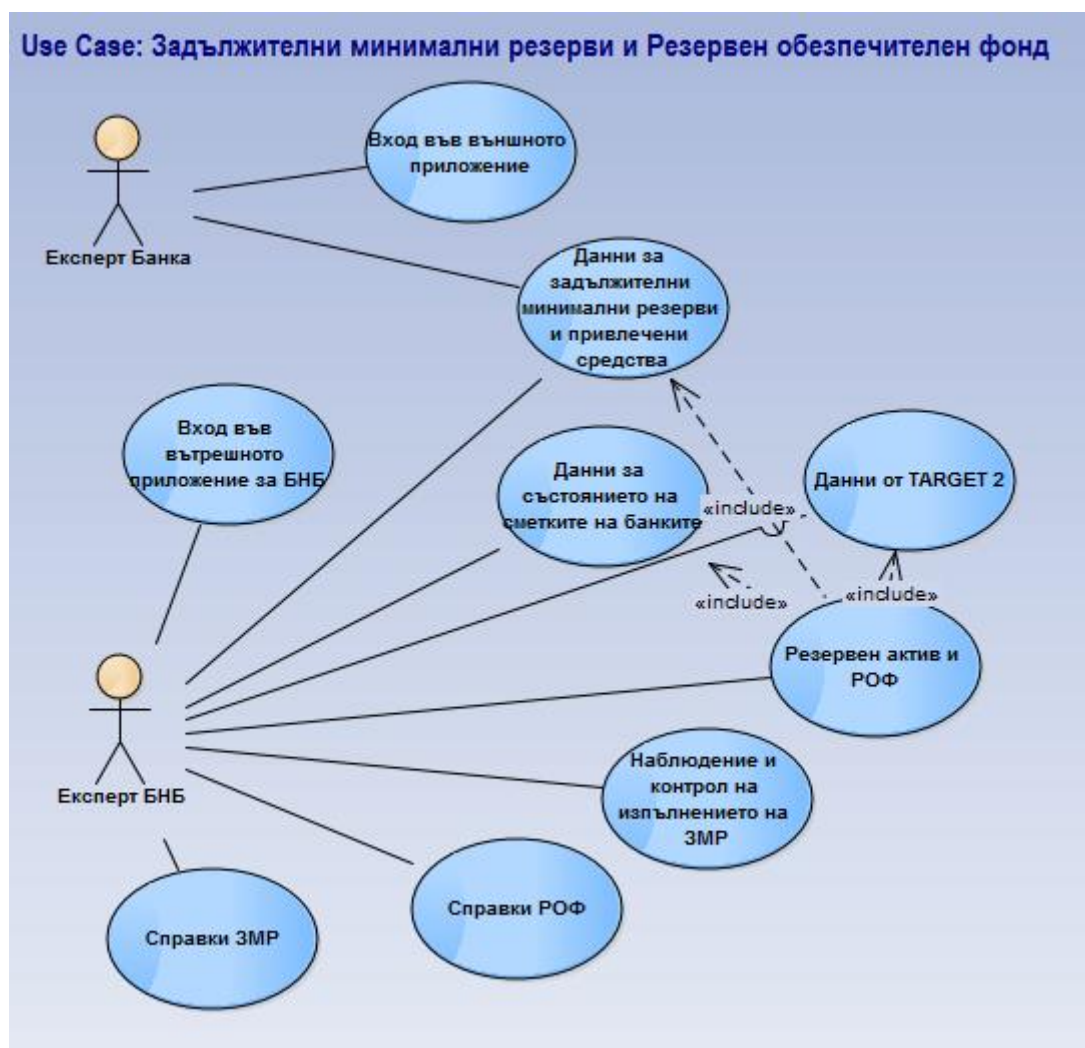 Use Case: Задължителни минимални резерви и Резервен обезпечителен фонд
Вход във външното
приложение
Експерт Банка
Данни за
задължителни
минимални резерви
и привлечени
средства
Вход във
вътрешното
приложение за БНБ
Данни за
състоянието на
сметките на банките
Данни от TARGET 2
«include»
«include»
«include»
Резервен актив и
РОФ
Експерт БНБ
Наблюдение и
контрол на
изпълнението на
ЗМР
Справки РОФ
Справки ЗМР